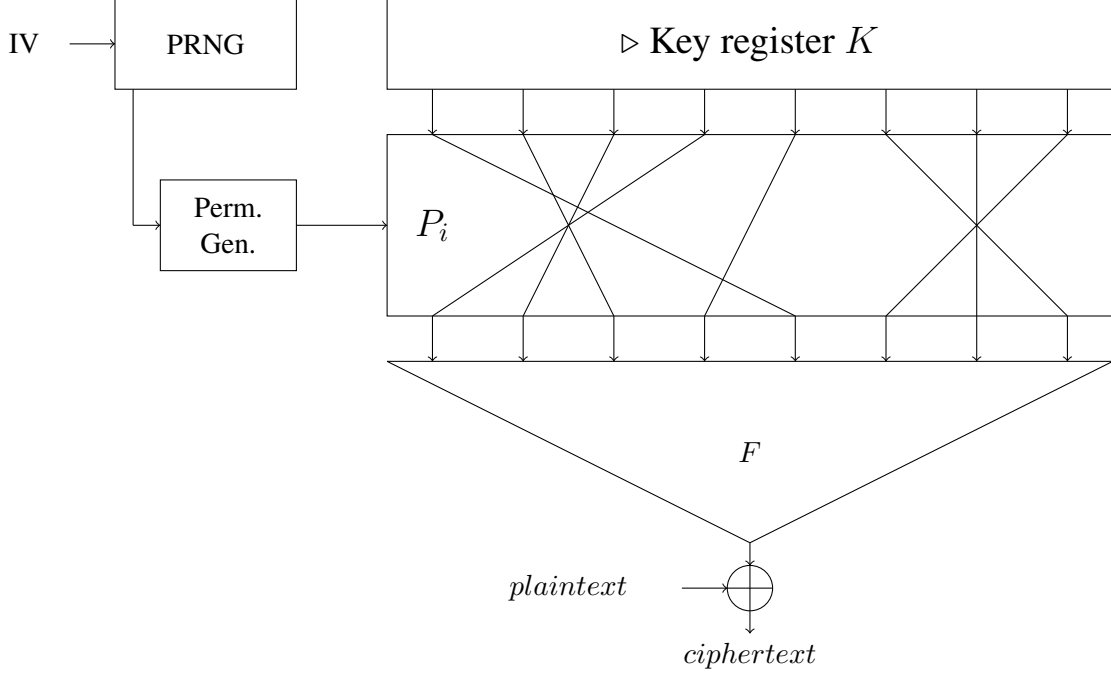 IV
PRNG
▷ Key register K
Perm.
Gen.
P_i
F
plaintext
ciphertext